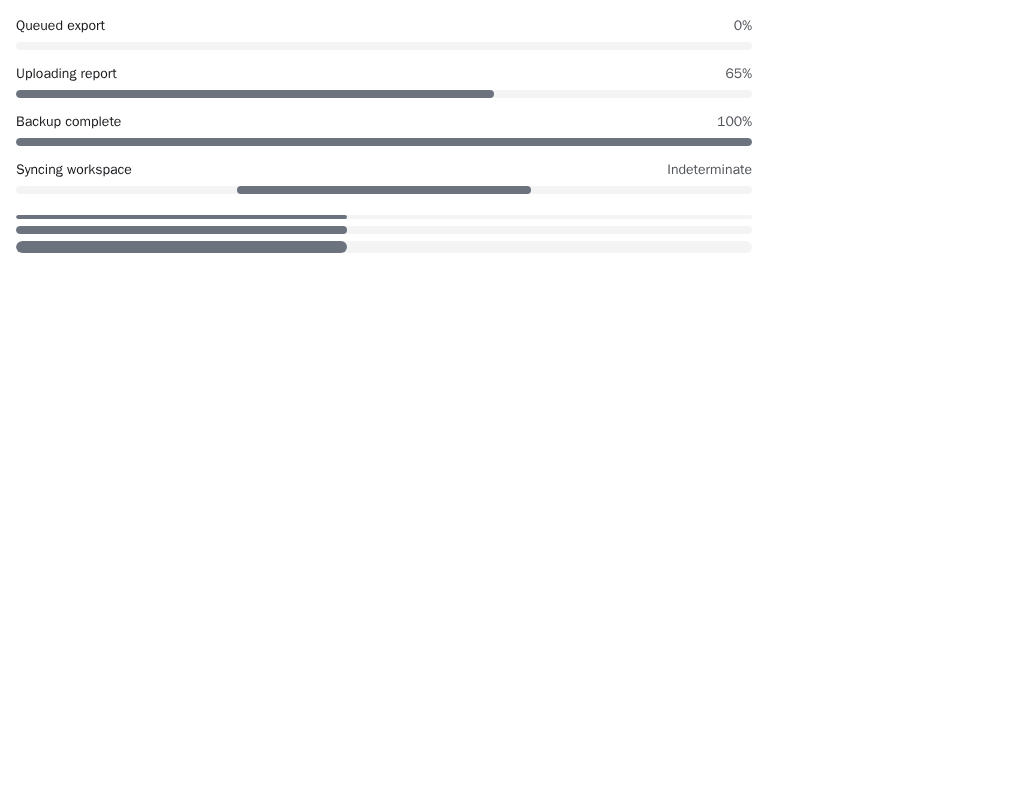 Queued export 0%
Uploading report 65%
Backup complete 100%
Syncing workspace Indeterminate